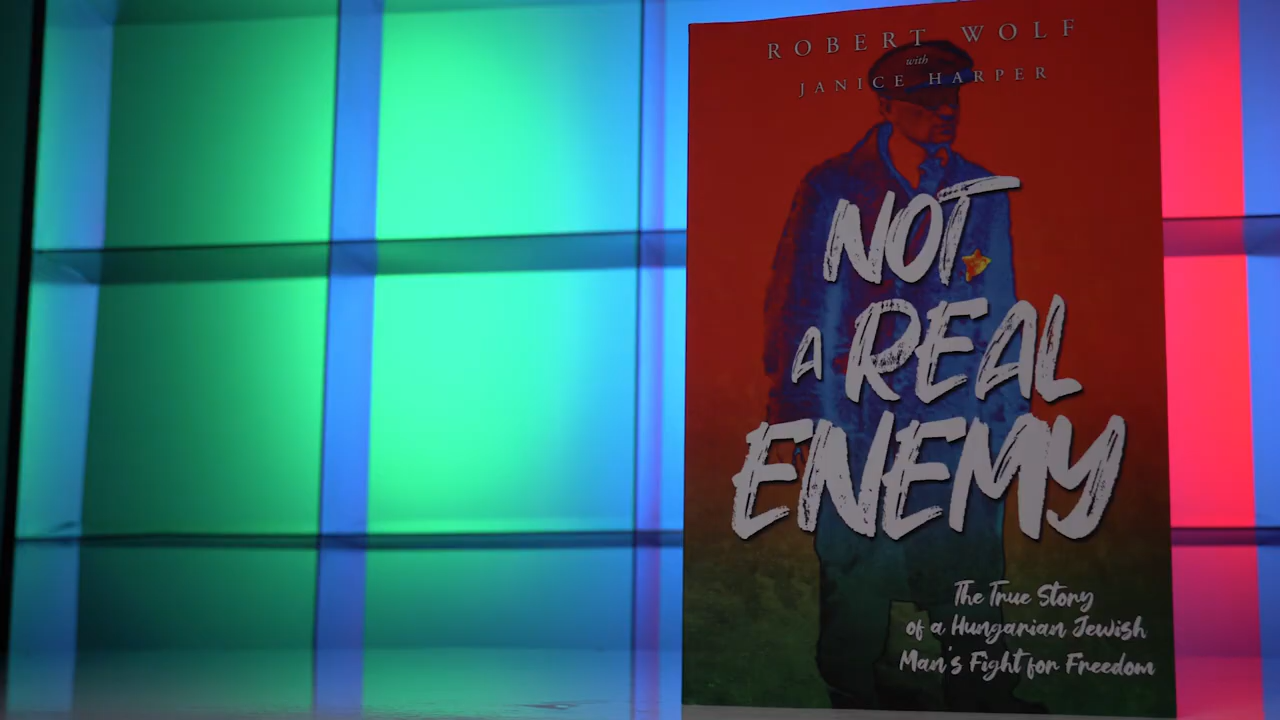 ROBERT WOLF
with
JANICE HARPER
NOT
A REAL
ENEMY
The True Story
of a Hungarian Jewish
Man's Fight for Freedom